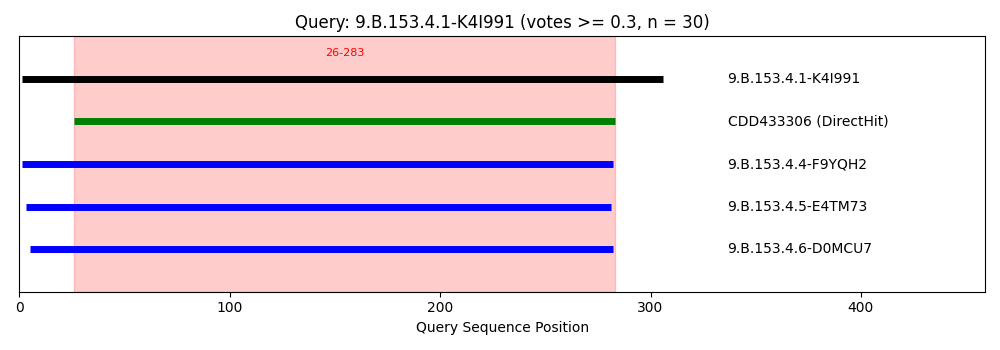 Query: 9.B.153.4.1-K4I991 (votes >= 0.3, n = 30)
26-283
9.B.153.4.1-K4I991
CDD433306 (DirectHit)
9.B.153.4.4-F9YQH2
9.B.153.4.5-E4TM73
9.B.153.4.6-D0MCU7
0 100 200 300 400
Query Sequence Position